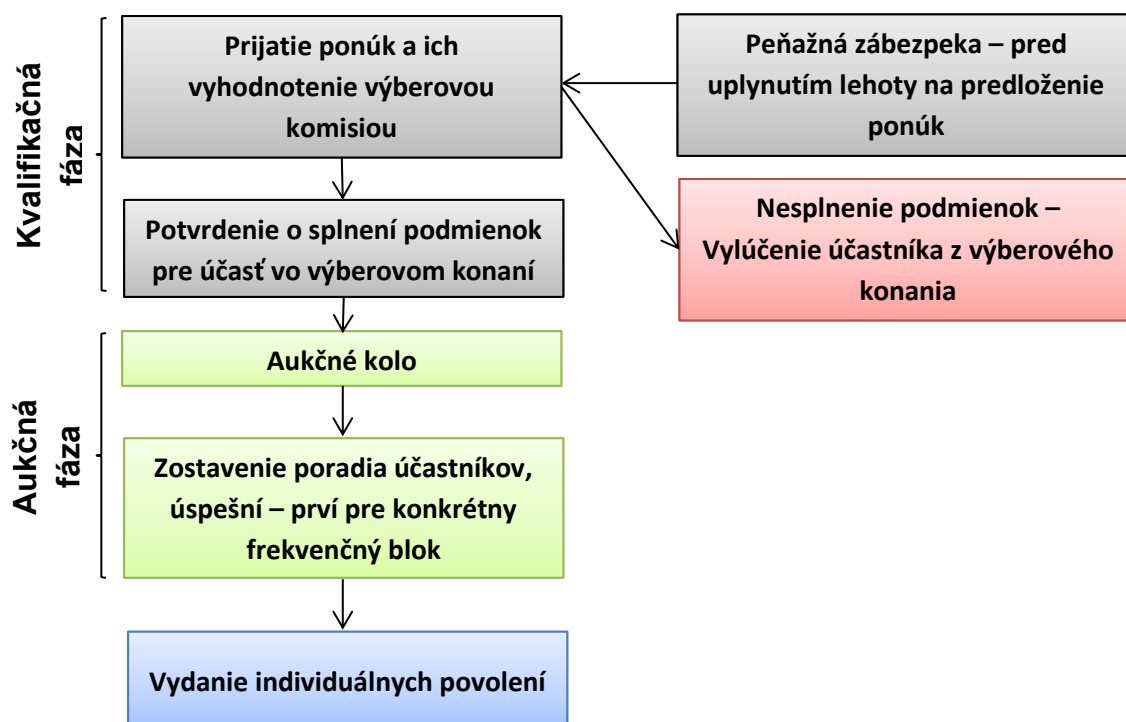 Kvalifikačná
fáza
Prijatie ponúk a ich
vyhodnotenie výberovou
komisiou
Peňažná zábezpeka – pred
uplynutím lehoty na predloženie
ponúk
Potvrdenie o splnení podmienok
pre účasť vo výberovom konaní
Nesplnenie podmienok –
Vylúčenie účastníka z výberového
konania
Aukčná
fáza
Aukčné kolo
Zostavenie poradia účastníkov,
úspešní – prví pre konkrétny
frekvenčný blok
Vydanie individuálnych povolení